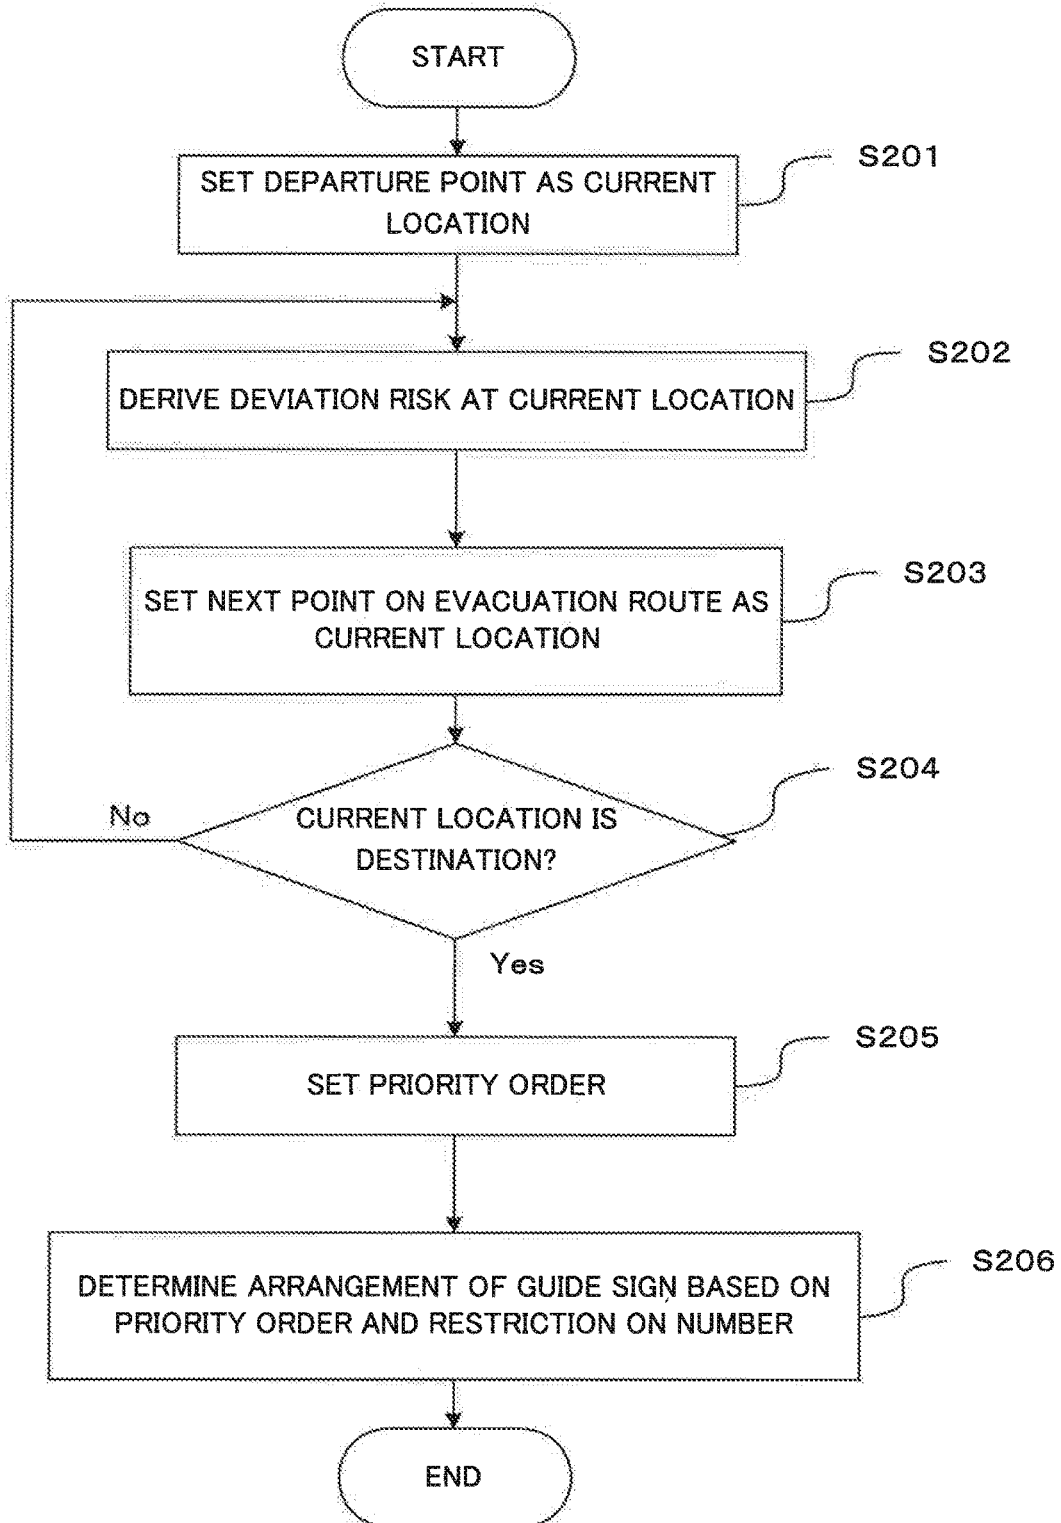 START
S201
SET DEPARTURE POINT AS CURRENT
LOCATION
S202
DERIVE DEVIATION RISK AT CURRENT LOCATION
S203
SET NEXT POINT ON EVACUATION ROUTE AS
CURRENT LOCATION
S204
No
CURRENT LOCATION IS
DESTINATION?
Yes
S205
SET PRIORITY ORDER
S206
DETERMINE ARRANGEMENT OF GUIDE SIGN BASED ON
PRIORITY ORDER AND RESTRICTION ON NUMBER
END